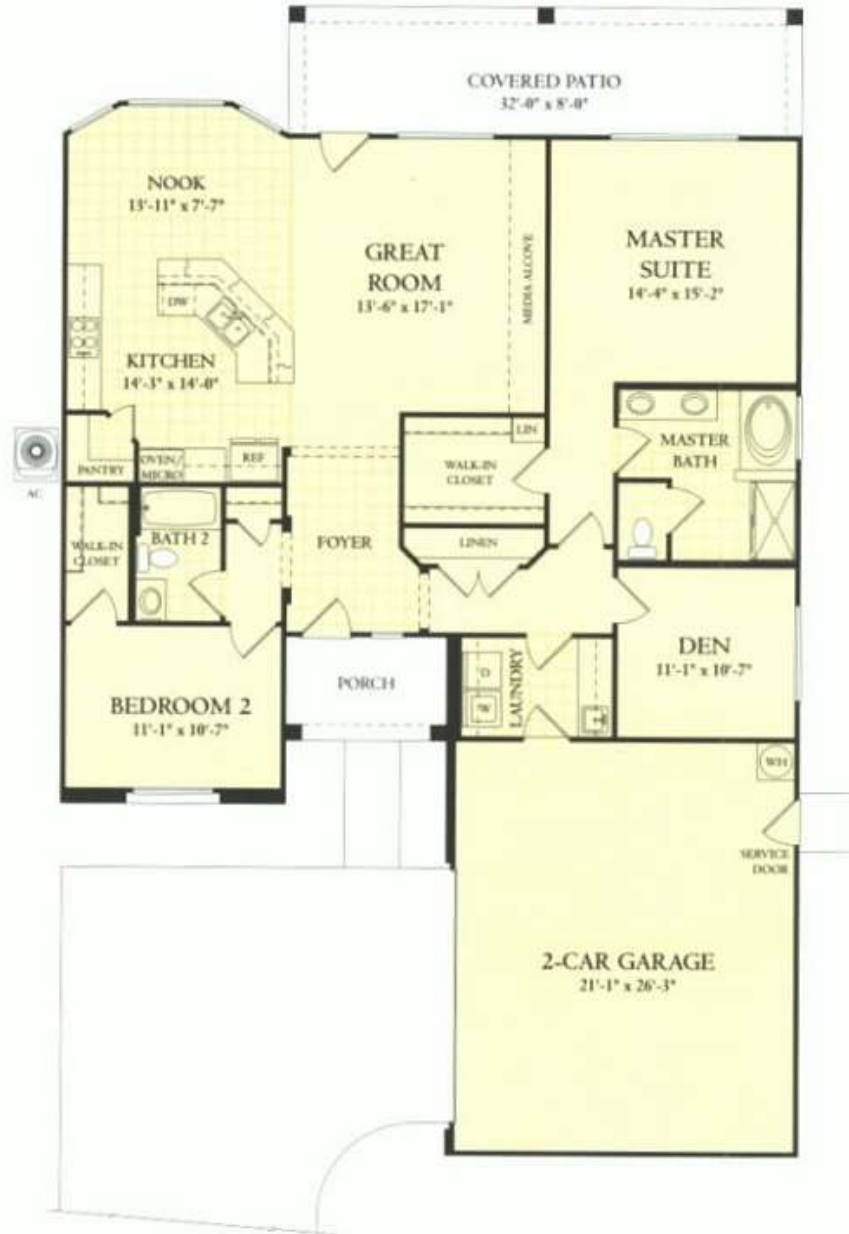 COVERED PATIO
32'-0" x 8'-0"
NOOK
13'-11" x 7'-7"
GREAT
ROOM
13'-6" x 17'-1"
MEDIA ALCOVE
MASTER
SUITE
14'-4" x 15'-2"
DW
KITCHEN
14'-3" x 14'-0"
LIN
MASTER
BATH
PANTRY
OVEN/
MICRO
REF
WALK-IN
CLOSET
AC
WALK-IN
CLOSET
BATH 2
FOYER
LINEN
DEN
11'-1" x 10'-7"
LAUNDRY
D
W
PORCH
BEDROOM 2
11'-1" x 10'-7"
WH
SERVICE
DOOR
2-CAR GARAGE
21'-1" x 26'-3"